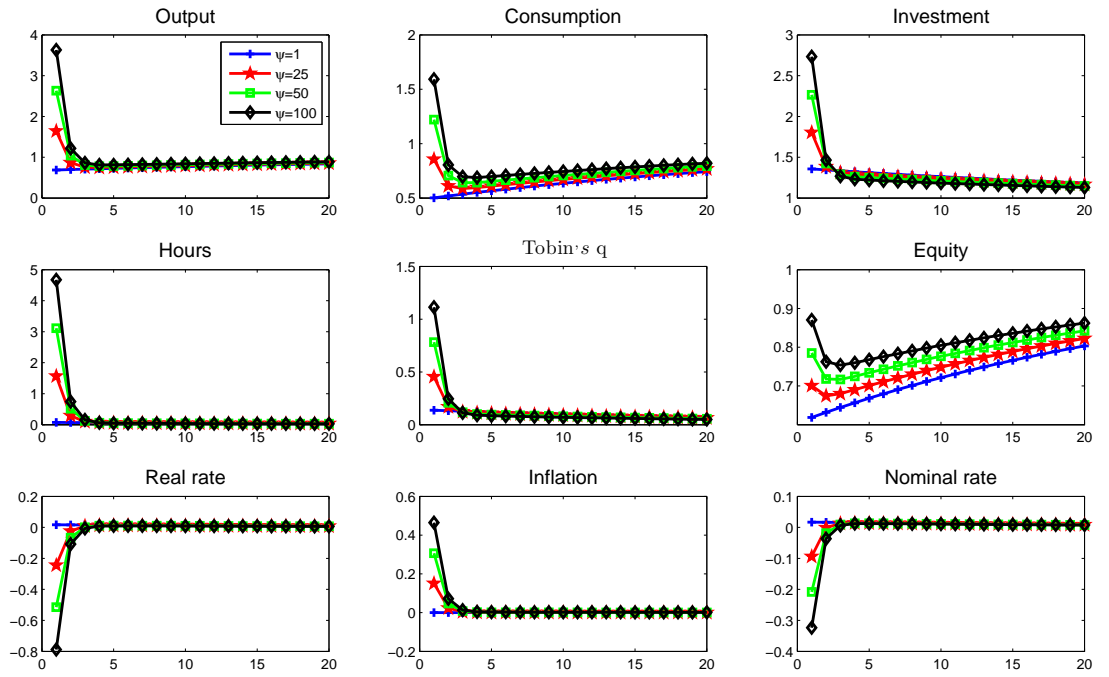 Output
4
3
2
1
0
0 5 10 15 20
ψ=1
ψ=25
ψ=50
ψ=100
Consumption
2
1.5
1
0.5
0 5 10 15 20
Investment
3
2.5
2
1.5
1
0 5 10 15 20
Hours
5
4
3
2
1
0
0 5 10 15 20
Tobin's q
1.5
1
0.5
0
0 5 10 15 20
Equity
1
0.9
0.8
0.7
0 5 10 15 20
Real rate
0.2
0
−0.2
−0.4
−0.6
−0.8
0 5 10 15 20
Inflation
0.6
0.4
0.2
0
−0.2
0 5 10 15 20
Nominal rate
0.1
0
−0.1
−0.2
−0.3
−0.4
0 5 10 15 20